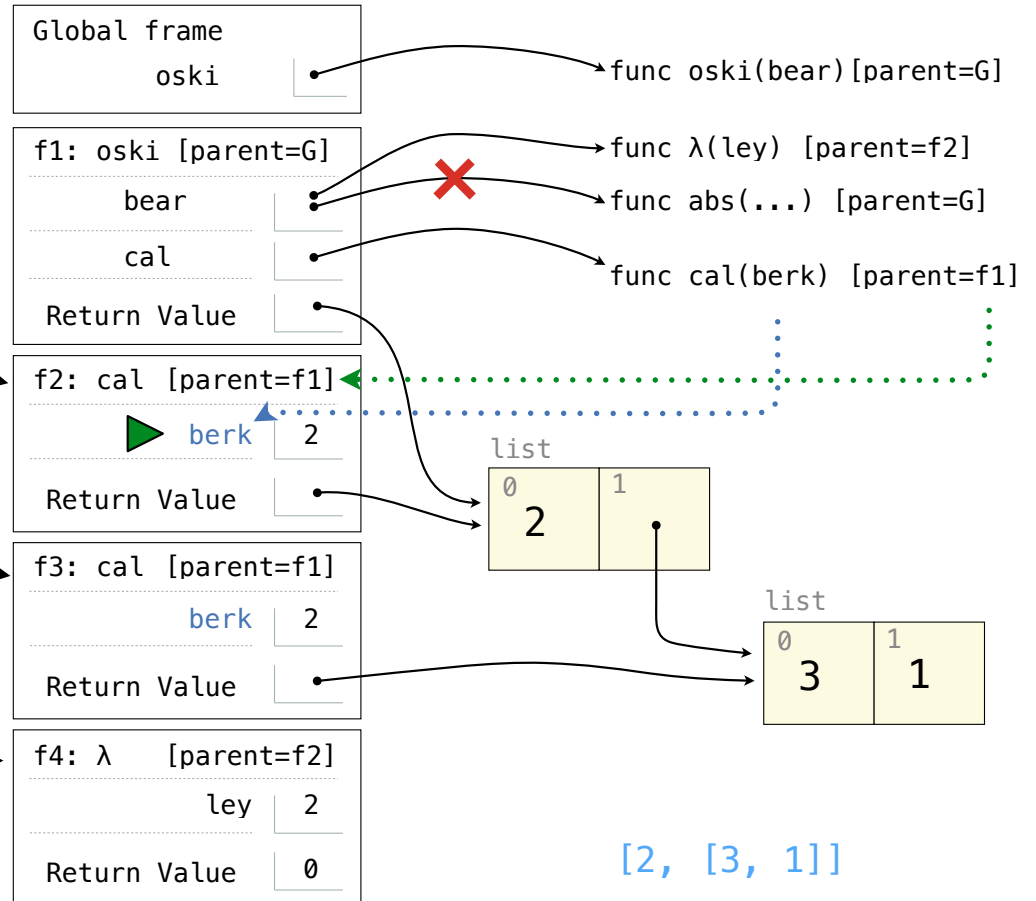 Global frame
oski
func oski(bear)[parent=G]
f1: oski [parent=G]
func λ(ley) [parent=f2]
bear
func abs(...) [parent=G]
cal
func cal(berk) [parent=f1]
Return Value
f2: cal [parent=f1]
berk 2
list
Return Value
0 1
2
f3: cal [parent=f1]
berk 2
list
0 1
Return Value
3 1
f4: λ [parent=f2]
ley 2
Return Value 0
[2, [3, 1]]